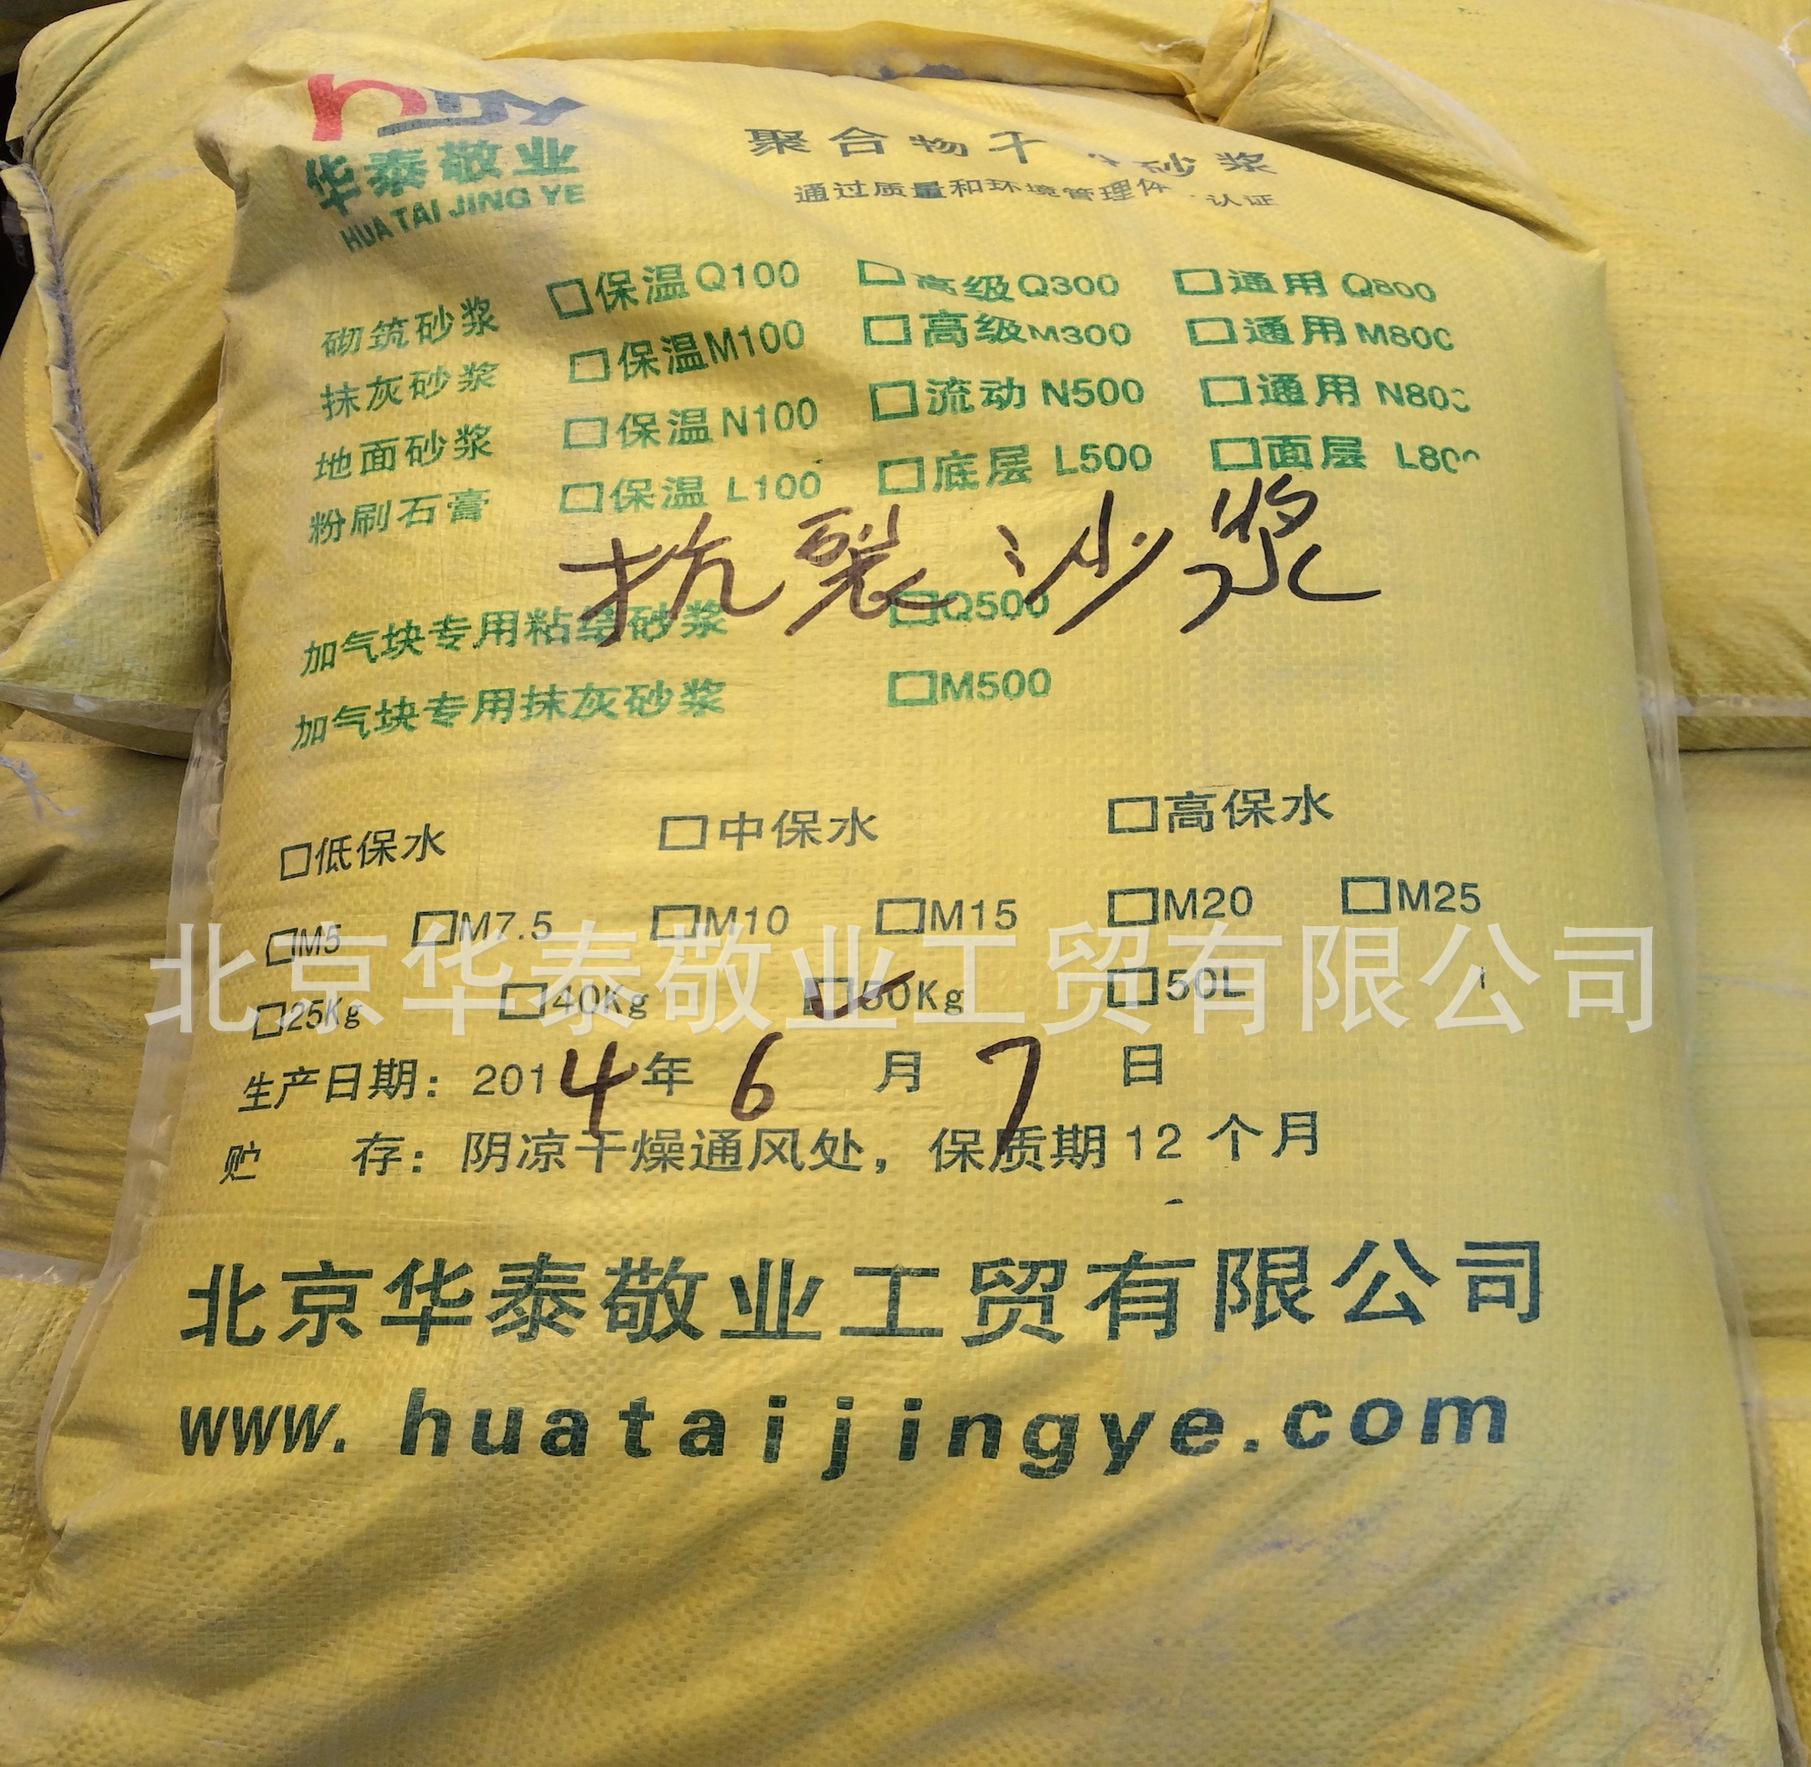 华泰敬业
HUA TAI JING YE
聚合物干 砂浆
通过质量和环境管理体 认证
砌筑砂浆 □保温Q100 □高级Q300 □通用Q800
抹灰砂浆 □保温M100 □高级M300 □通用M800
地面砂浆 □保温N100 □流动N500 □通用N800
粉刷石膏 □保温L100 □底层L500 □面层L800
抗裂沙浆
加气块专用粘结砂浆 □Q500
加气块专用抹灰砂浆 □M500
□低保水 □中保水 □高保水
□M5 □M7.5 □M10 □M15 □M20 □M25
北京华泰敬业工贸有限公司
□25Kg □40Kg ☑50Kg □50L
生产日期：2014年6月7日
贮存：阴凉干燥通风处，保质期12个月
北京华泰敬业工贸有限公司
www.huataijingye.com